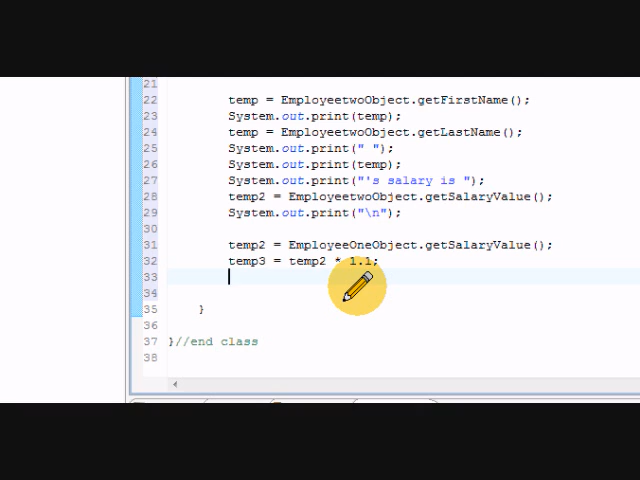 21
22 temp = EmployeetwoObject.getFirstName();
23 System.out.print(temp);
24 temp = EmployeetwoObject.getLastName();
25 System.out.print(" ");
26 System.out.print(temp);
27 System.out.print("'s salary is ");
28 temp2 = EmployeetwoObject.getSalaryValue();
29 System.out.print("\n");
30
31 temp2 = EmployeeOneObject.getSalaryValue();
32 temp3 = temp2 * 1.1;
33
34
35 }
36
37 }//end class
38